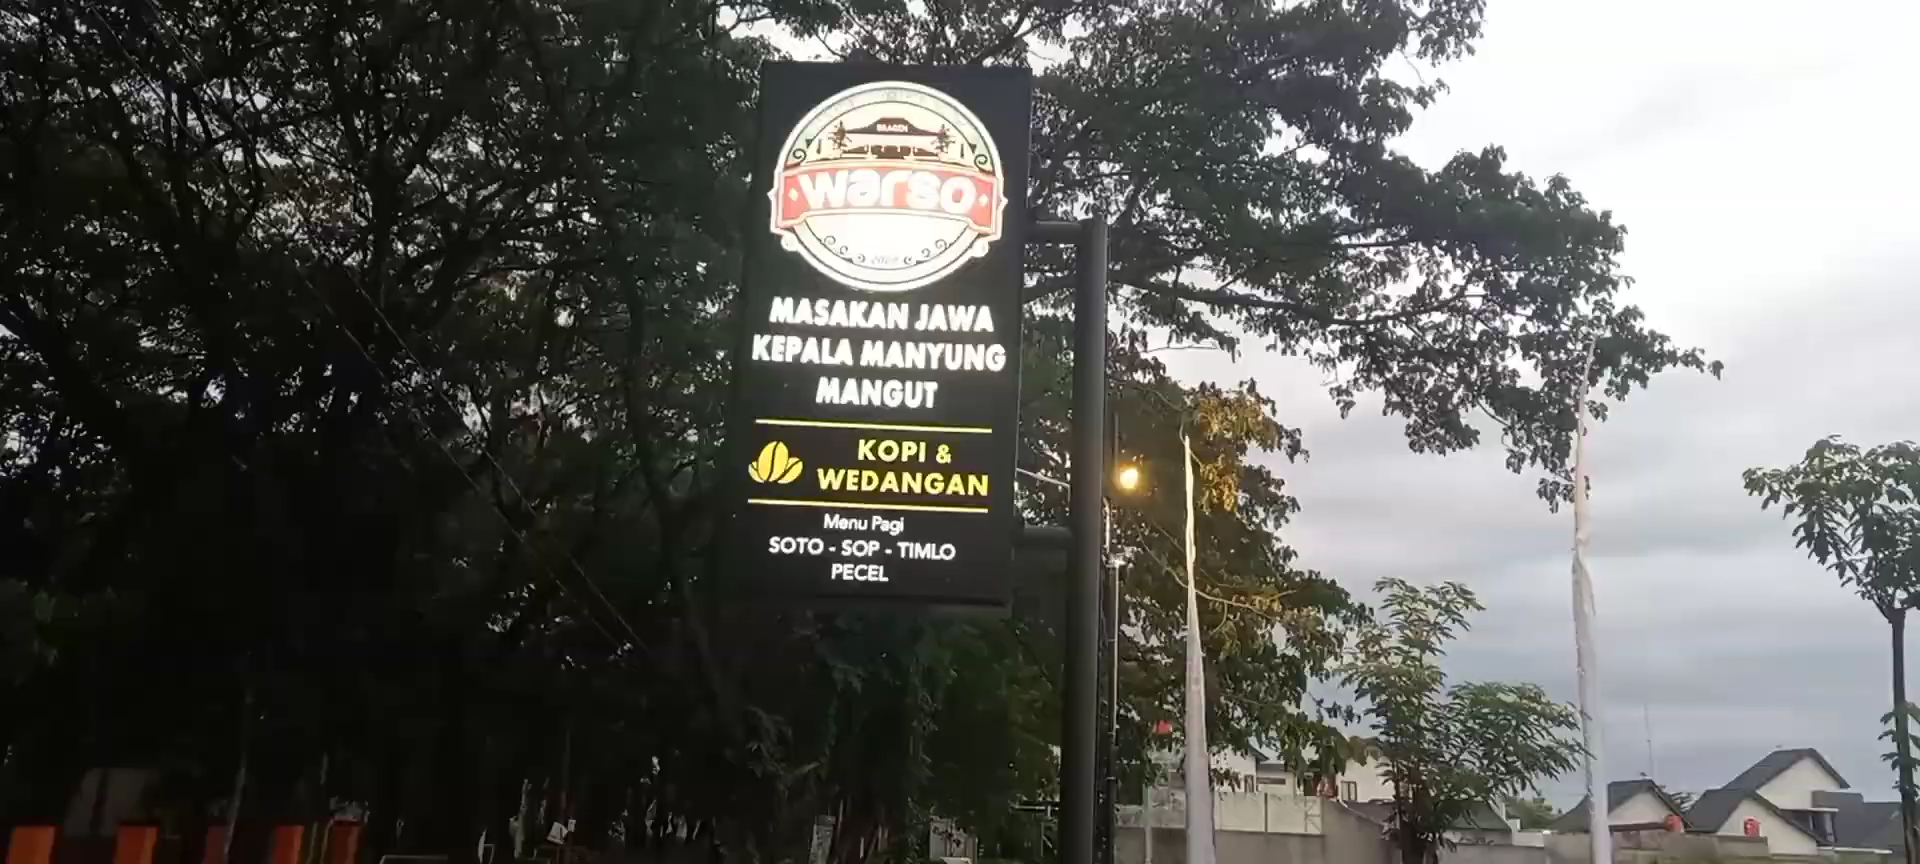 warso
MASAKAN JAWA
KEPALA MANYUNG
MANGUT
KOPI &
WEDANGAN
Menu Pagi
SOTO - SOP - TIMLO
PECEL